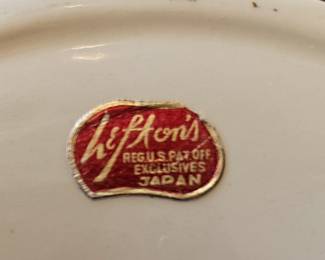 Lefton's
REG.U.S.PAT.OFF.
EXCLUSIVES
JAPAN